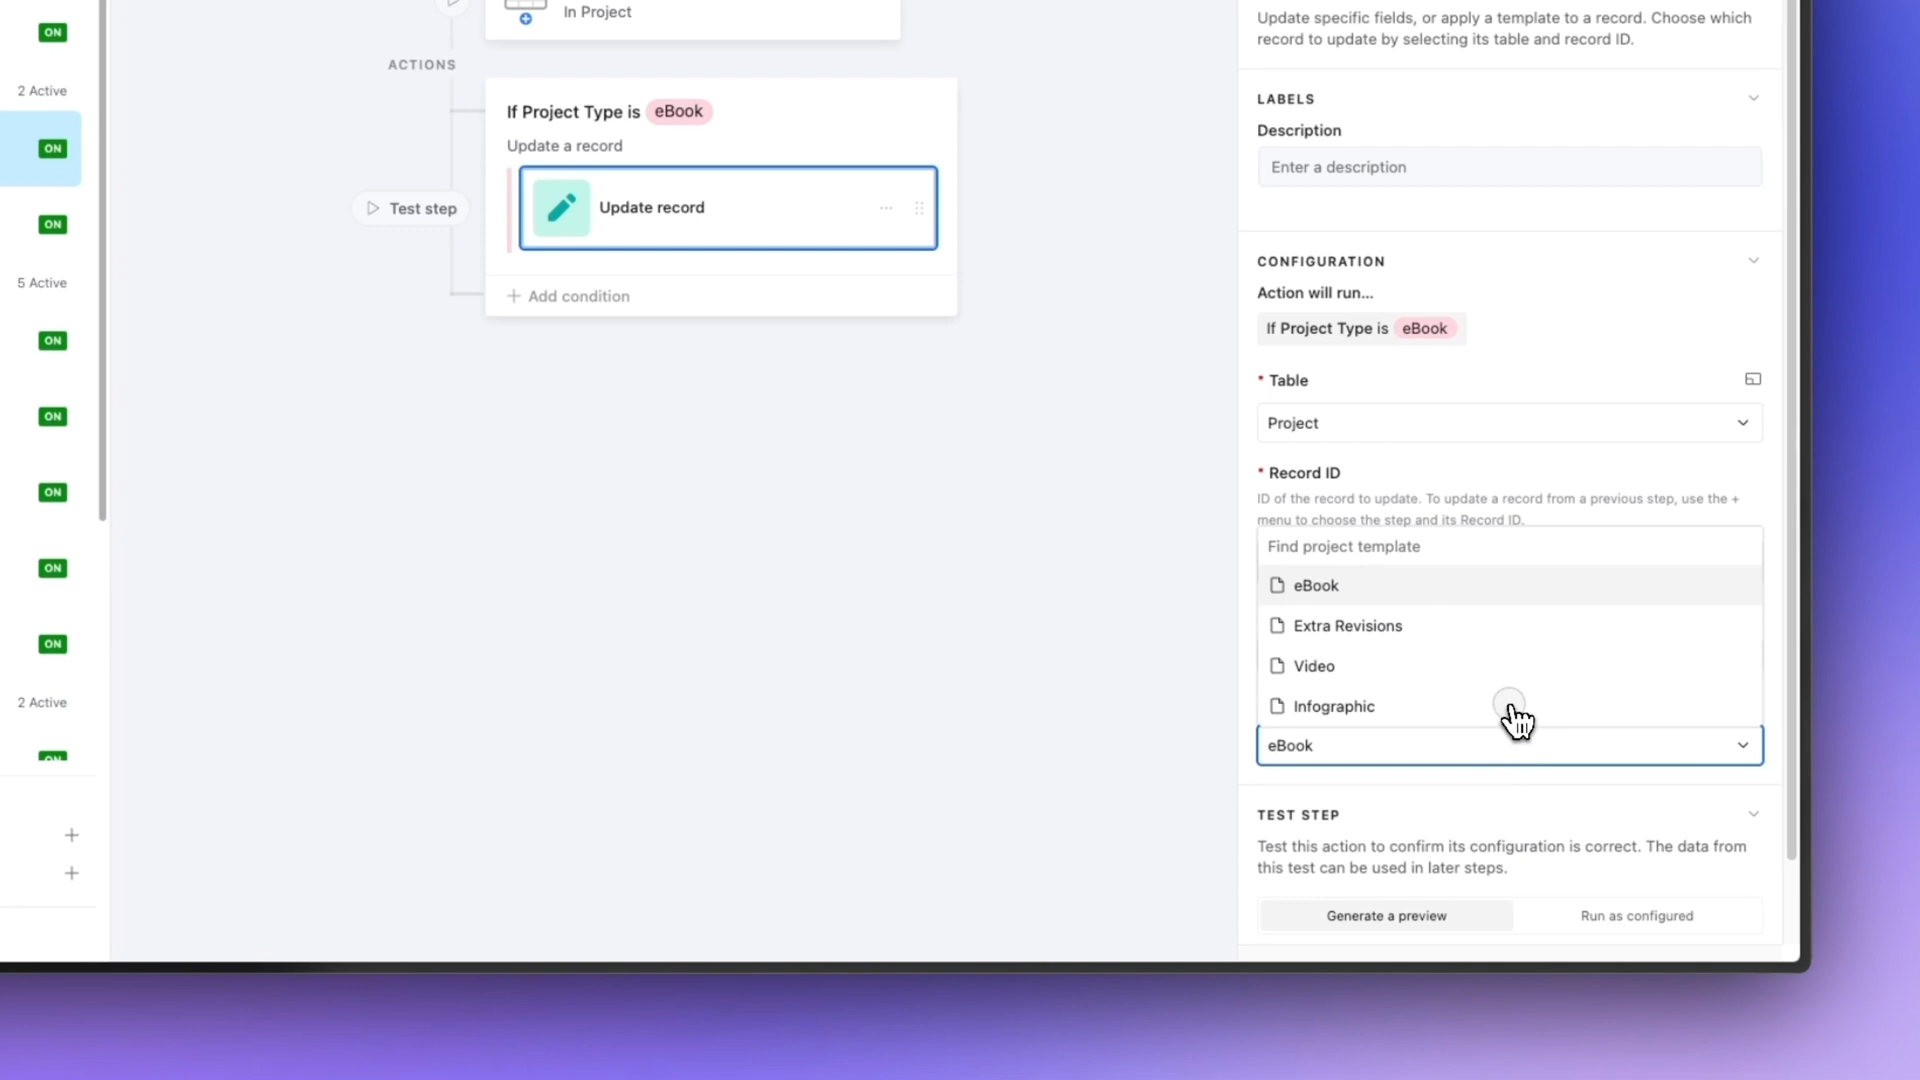 ON
2 Active
ON
ON
5 Active
ON
ON
ON
ON
ON
2 Active
ON
In Project
ACTIONS
If Project Type is eBook
Update a record
Update record
Test step
Add condition
Update specific fields, or apply a template to a record. Choose which
record to update by selecting its table and record ID.
LABELS
Description
Enter a description
CONFIGURATION
Action will run...
If Project Type is eBook
* Table
Project
* Record ID
ID of the record to update. To update a record from a previous step, use the +
menu to choose the step and its Record ID.
Find project template
eBook
Extra Revisions
Video
Infographic
eBook
TEST STEP
Test this action to confirm its configuration is correct. The data from
this test can be used in later steps.
Generate a preview
Run as configured